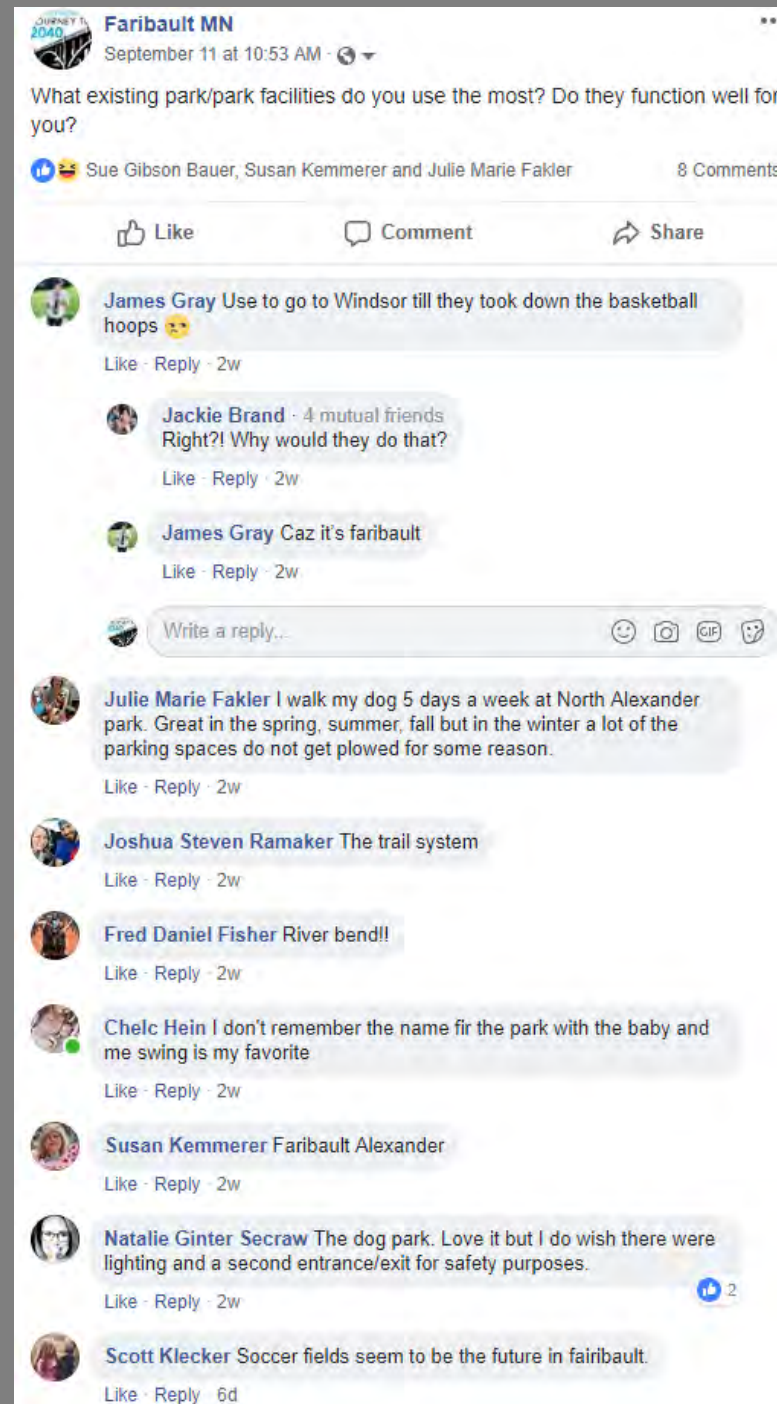 JOURNEY T
2040
Faribault MN
September 11 at 10:53 AM ·
What existing park/park facilities do you use the most? Do they function well for
you?
Sue Gibson Bauer, Susan Kemmerer and Julie Marie Fakler 8 Comments
Like Comment Share
James Gray Use to go to Windsor till they took down the basketball
hoops
Like · Reply · 2w
Jackie Brand · 4 mutual friends
Right?! Why would they do that?
Like · Reply · 2w
James Gray Caz it's faribault
Like · Reply · 2w
Write a reply...
GIF
Julie Marie Fakler I walk my dog 5 days a week at North Alexander
park. Great in the spring, summer, fall but in the winter a lot of the
parking spaces do not get plowed for some reason.
Like · Reply · 2w
Joshua Steven Ramaker The trail system
Like · Reply · 2w
Fred Daniel Fisher River bend!!
Like · Reply · 2w
Chelc Hein I don't remember the name fir the park with the baby and
me swing is my favorite
Like · Reply · 2w
Susan Kemmerer Faribault Alexander
Like · Reply · 2w
Natalie Ginter Secraw The dog park. Love it but I do wish there were
lighting and a second entrance/exit for safety purposes.
2
Like · Reply · 2w
Scott Klecker Soccer fields seem to be the future in fairibault.
Like · Reply · 6d